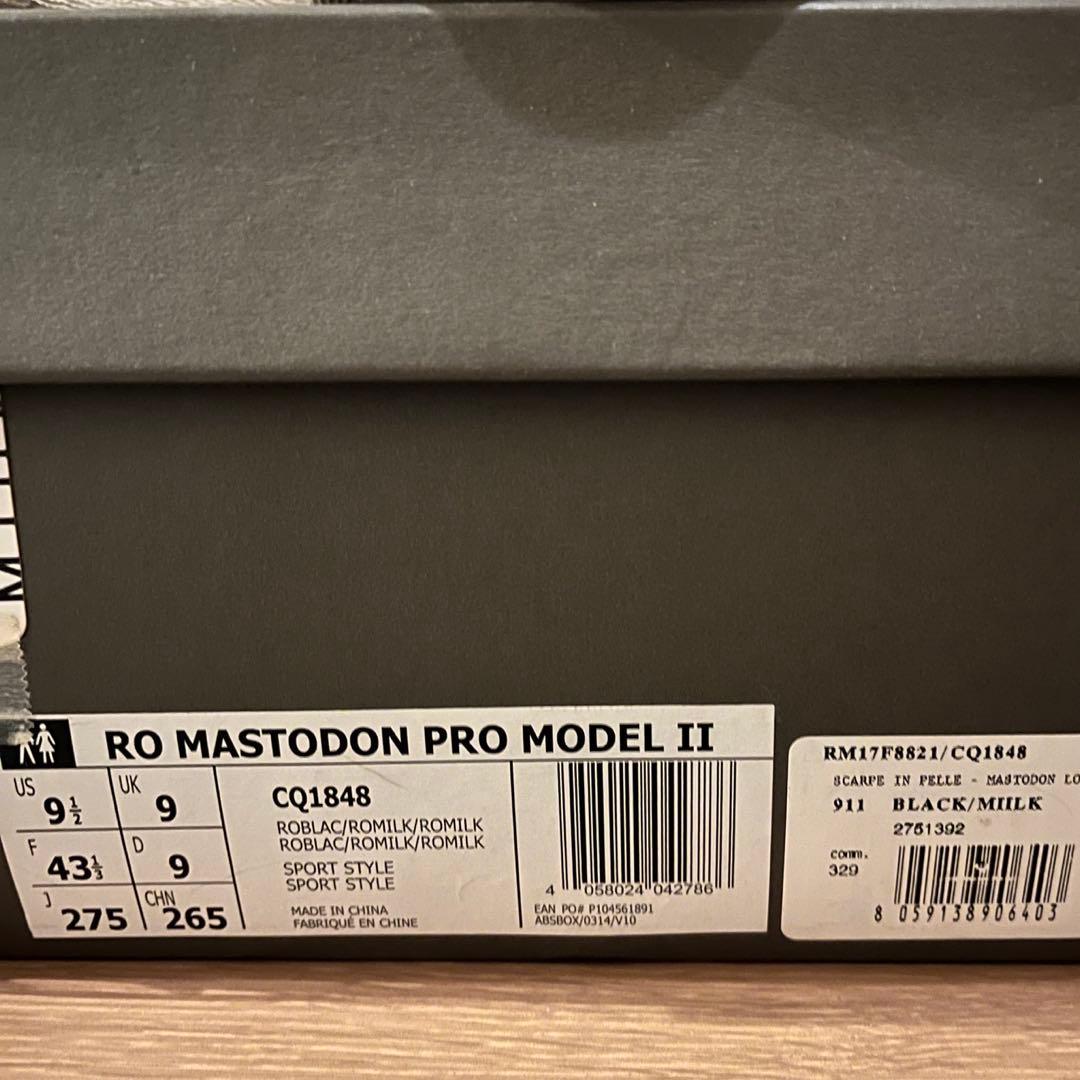 RO MASTODON PRO MODEL II
US 9½
UK 9
F 43⅓
D 9
J 275
CHN 265
CQ1848
ROBLAC/ROMILK/ROMILK
ROBLAC/ROMILK/ROMILK
SPORT STYLE
SPORT STYLE
MADE IN CHINA
FABRIQUÉ EN CHINE
4 058024 042786
EAN PO# P104561891
ABSBOX/0314/V10
RM17F8821/CQ1848
SCARPE IN PELLE - MASTODON LO
911 BLACK/MIILK
2751392
comm.
329
8 059138906403